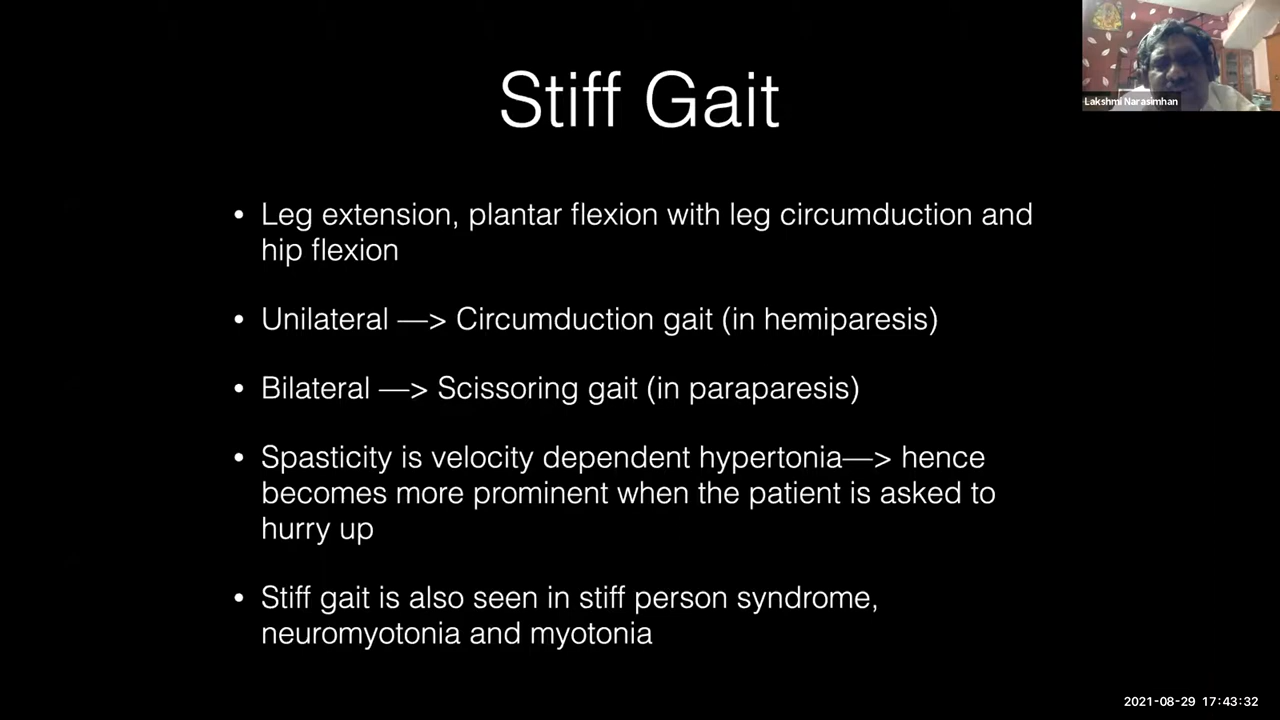 Stiff Gait
Lakshmi Narasimhan
• Leg extension, plantar flexion with leg circumduction and
hip flexion
• Unilateral —> Circumduction gait (in hemiparesis)
• Bilateral —> Scissoring gait (in paraparesis)
• Spasticity is velocity dependent hypertonia—> hence
becomes more prominent when the patient is asked to
hurry up
• Stiff gait is also seen in stiff person syndrome,
neuromyotonia and myotonia
2021-08-29 17:43:32